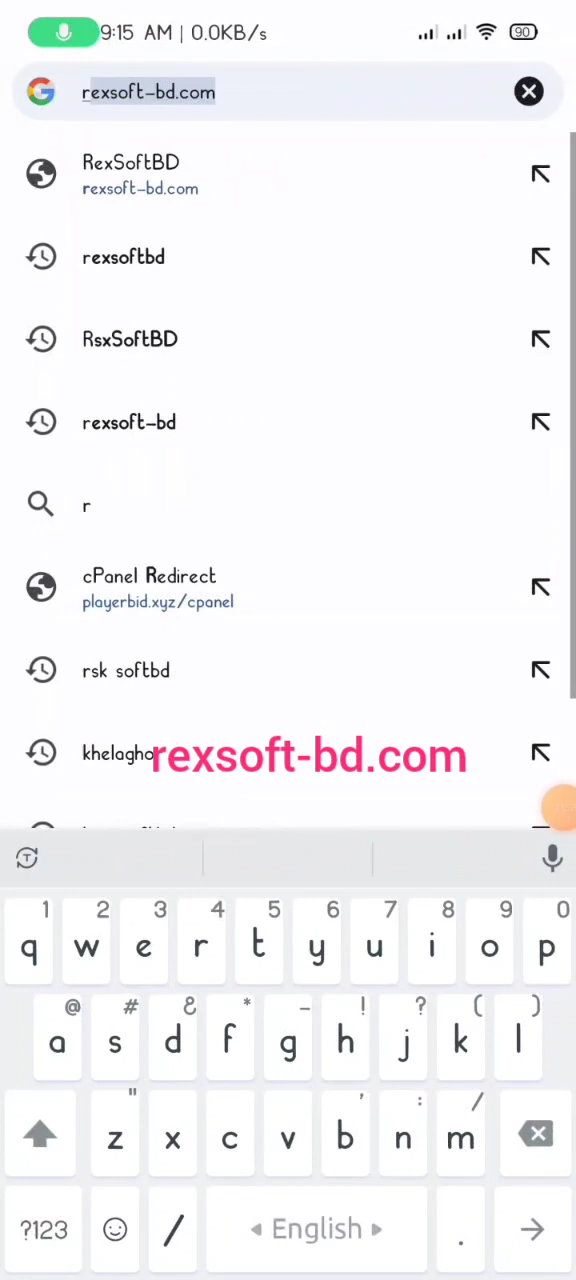 9:15 AM | 0.0KB/s
90
rexsoft-bd.com
RexSoftBD
rexsoft-bd.com
rexsoftbd
RsxSoftBD
rexsoft-bd
r
cPanel Redirect
playerbid.xyz/cpanel
rsk softbd
khelagho
rexsoft-bd.com
T
1 2 3 4 5 6 7 8 9 0
q w e r t y u i o p
@ # & * - ! ? ( )
a s d f g h j k l
" ' : /
z x c v b n m
?123 / English .